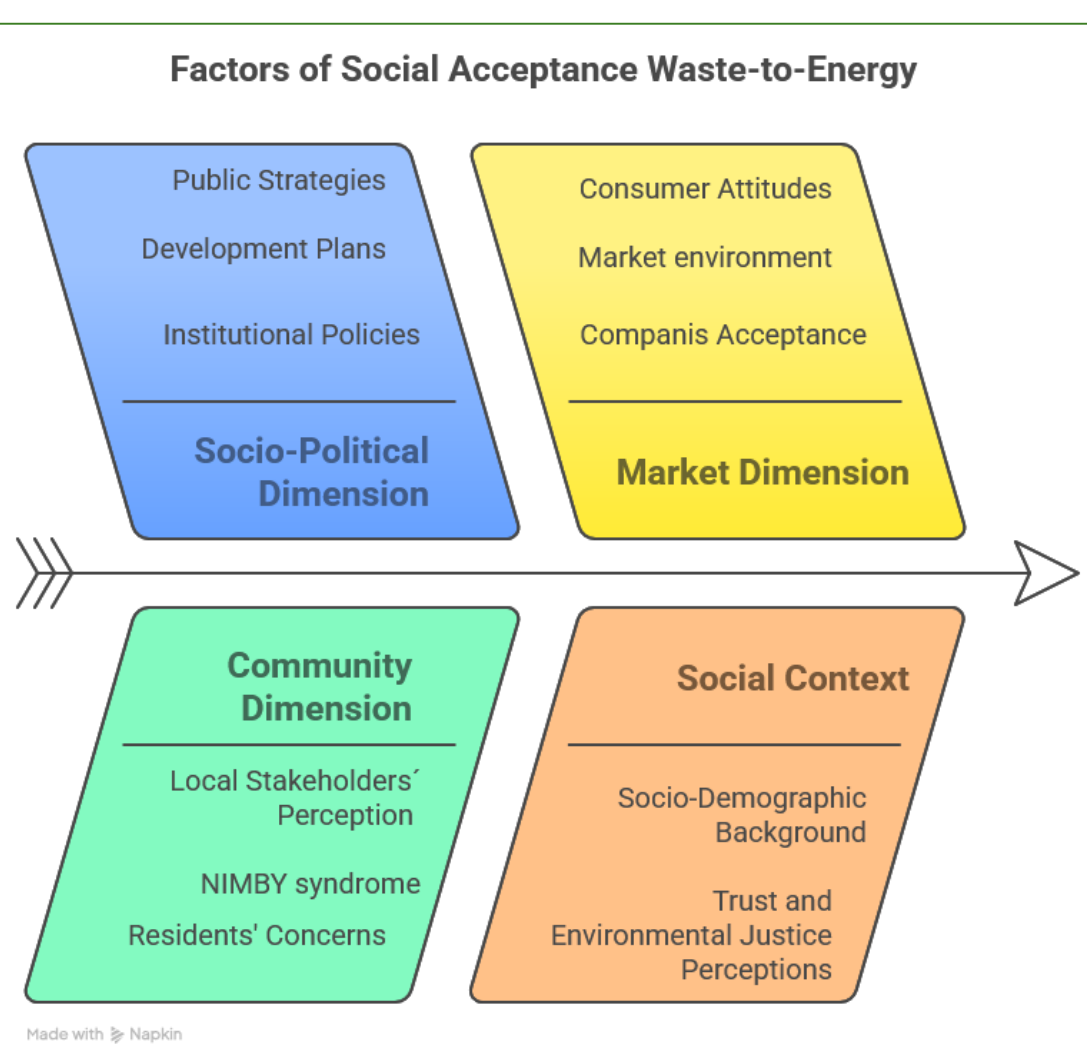 Factors of Social Acceptance Waste-to-Energy
Public Strategies
Development Plans
Institutional Policies
Socio-Political
Dimension
Consumer Attitudes
Market environment
Companis Acceptance
Market Dimension
Community
Dimension
Local Stakeholders´
Perception
NIMBY syndrome
Residents' Concerns
Social Context
Socio-Demographic
Background
Trust and
Environmental Justice
Perceptions
Made with Napkin